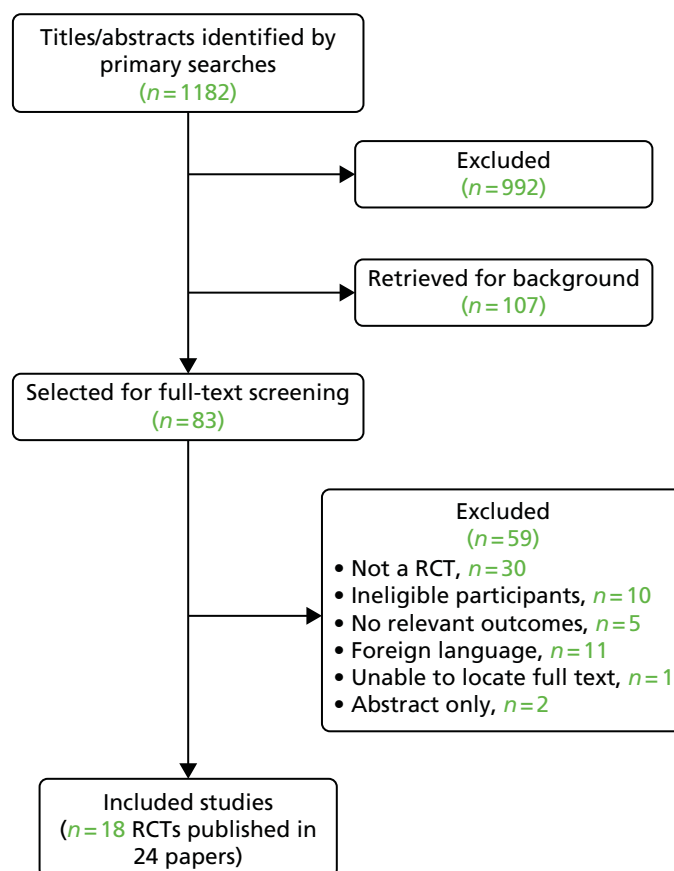 Titles/abstracts identified by
primary searches
(n=1182)
Excluded
(n=992)
Retrieved for background
(n=107)
Selected for full-text screening
(n=83)
Excluded
(n=59)
• Not a RCT, n=30
• Ineligible participants, n=10
• No relevant outcomes, n=5
• Foreign language, n=11
• Unable to locate full text, n=1
• Abstract only, n=2
Included studies
(n=18 RCTs published in
24 papers)